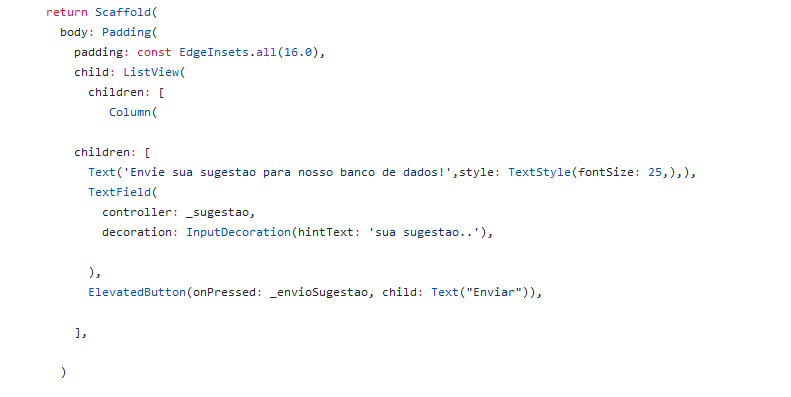 return Scaffold(
body: Padding(
padding: const EdgeInsets.all(16.0),
child: ListView(
children: [
Column(
children: [
Text('Envie sua sugestao para nosso banco de dados!',style: TextStyle(fontSize: 25,),),
TextField(
controller: _sugestao,
decoration: InputDecoration(hintText: 'sua sugestao..'),
),
ElevatedButton(onPressed: _envioSugestao, child: Text("Enviar")),
],
)